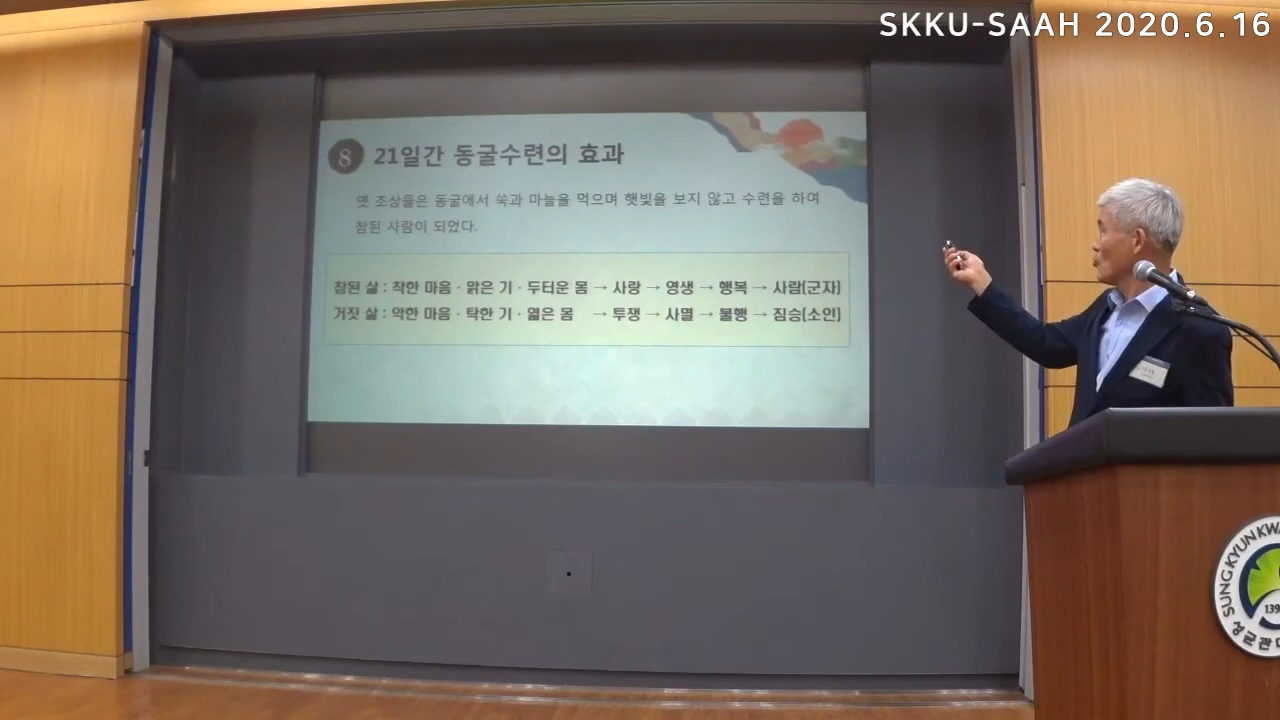 SKKU-SAAH 2020.6.16
8 21일간 동굴수련의 효과
옛 조상들은 동굴에서 쑥과 마늘을 먹으며 햇빛을 보지 않고 수련을 하여
참된 사람이 되었다.
참된 삶 : 착한 마음 · 맑은 기 · 두터운 몸 → 사랑 → 영생 → 행복 → 사람(군자)
거짓 삶 : 악한 마음 · 탁한 기 · 엷은 몸 → 투쟁 → 사멸 → 불행 → 짐승(소인)
SUNGKYUNKWA
139
성균관대